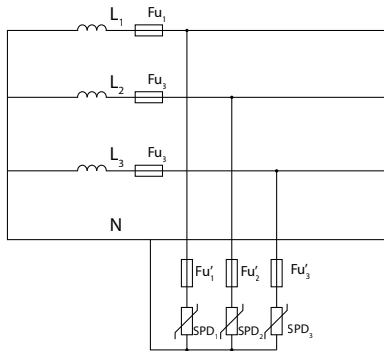 L₁ Fu₁
L₂ Fu₃
L₃ Fu₃
N
Fu'₁ Fu'₂ Fu'₃
SPD₁ SPD₂ SPD₃